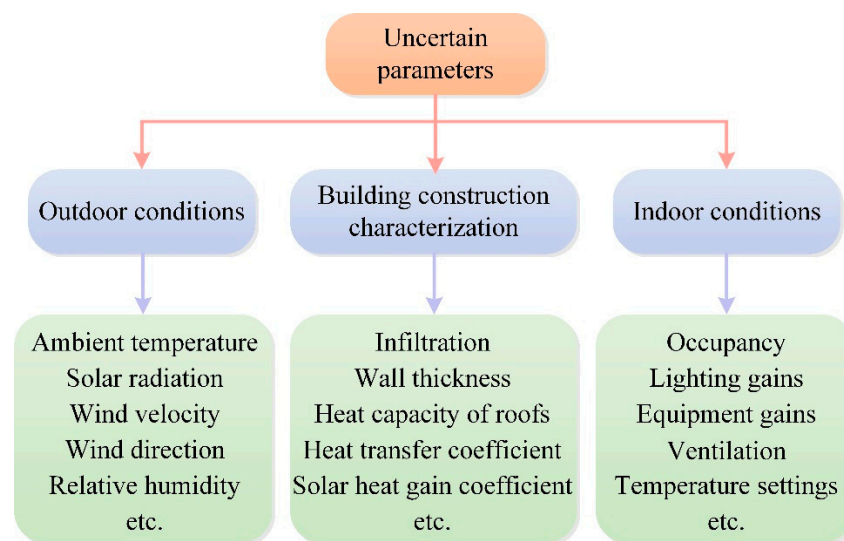 Uncertain
parameters
Outdoor conditions
Building construction
characterization
Indoor conditions
Ambient temperature
Solar radiation
Wind velocity
Wind direction
Relative humidity
etc.
Infiltration
Wall thickness
Heat capacity of roofs
Heat transfer coefficient
Solar heat gain coefficient
etc.
Occupancy
Lighting gains
Equipment gains
Ventilation
Temperature settings
etc.